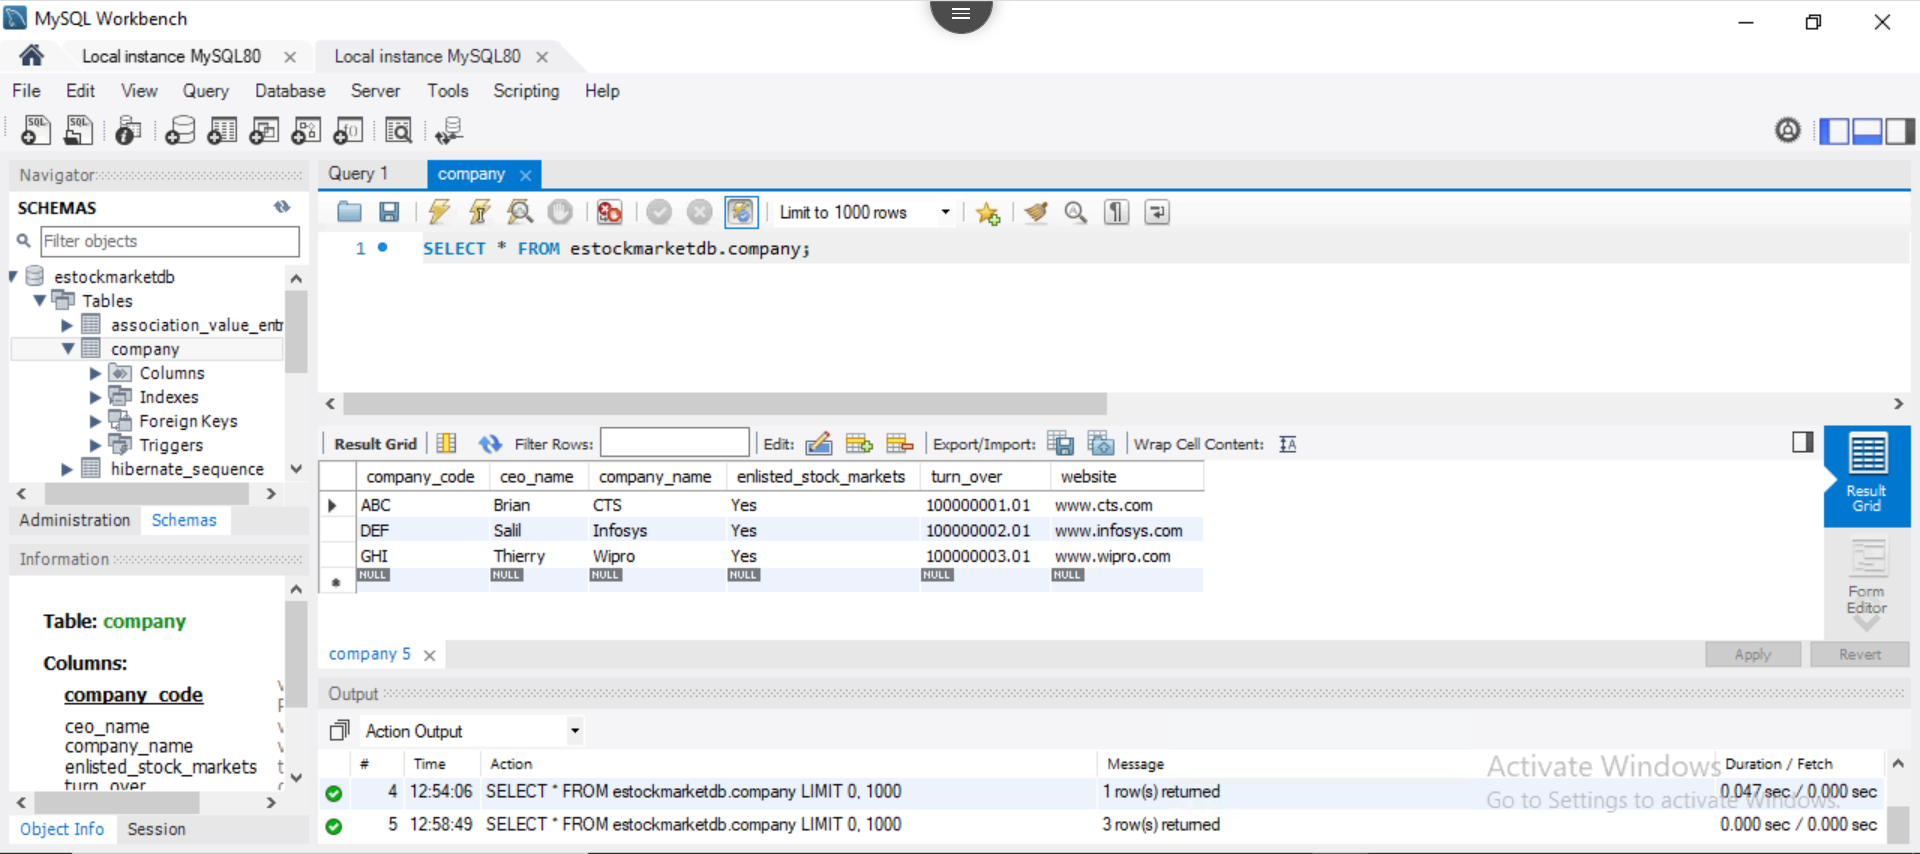 MySQL Workbench
Local instance MySQL80
Local instance MySQL80
File Edit View Query Database Server Tools Scripting Help
Navigator
SCHEMAS
Filter objects
estockmarketdb
Tables
association_value_entr
company
Columns
Indexes
Foreign Keys
Triggers
hibernate_sequence
Administration Schemas
Information
Table: company
Columns:
company_code
ceo_name
company_name
enlisted_stock_markets
turn_over
Object Info Session
Query 1 company
Limit to 1000 rows
1 SELECT * FROM estockmarketdb.company;
Result Grid Filter Rows: Edit: Export/Import: Wrap Cell Content: IA
company_code ceo_name company_name enlisted_stock_markets turn_over website
ABC Brian CTS Yes 100000001.01 www.cts.com
DEF Salil Infosys Yes 100000002.01 www.infosys.com
GHI Thierry Wipro Yes 100000003.01 www.wipro.com
NULL NULL NULL NULL NULL NULL
Result
Grid
Form
Editor
company 5
Apply Revert
Output
Action Output
# Time Action Message Duration / Fetch
4 12:54:06 SELECT * FROM estockmarketdb.company LIMIT 0, 1000 1 row(s) returned 0.047 sec / 0.000 sec
5 12:58:49 SELECT * FROM estockmarketdb.company LIMIT 0, 1000 3 row(s) returned 0.000 sec / 0.000 sec
Activate Windows
Go to Settings to activate Windows.